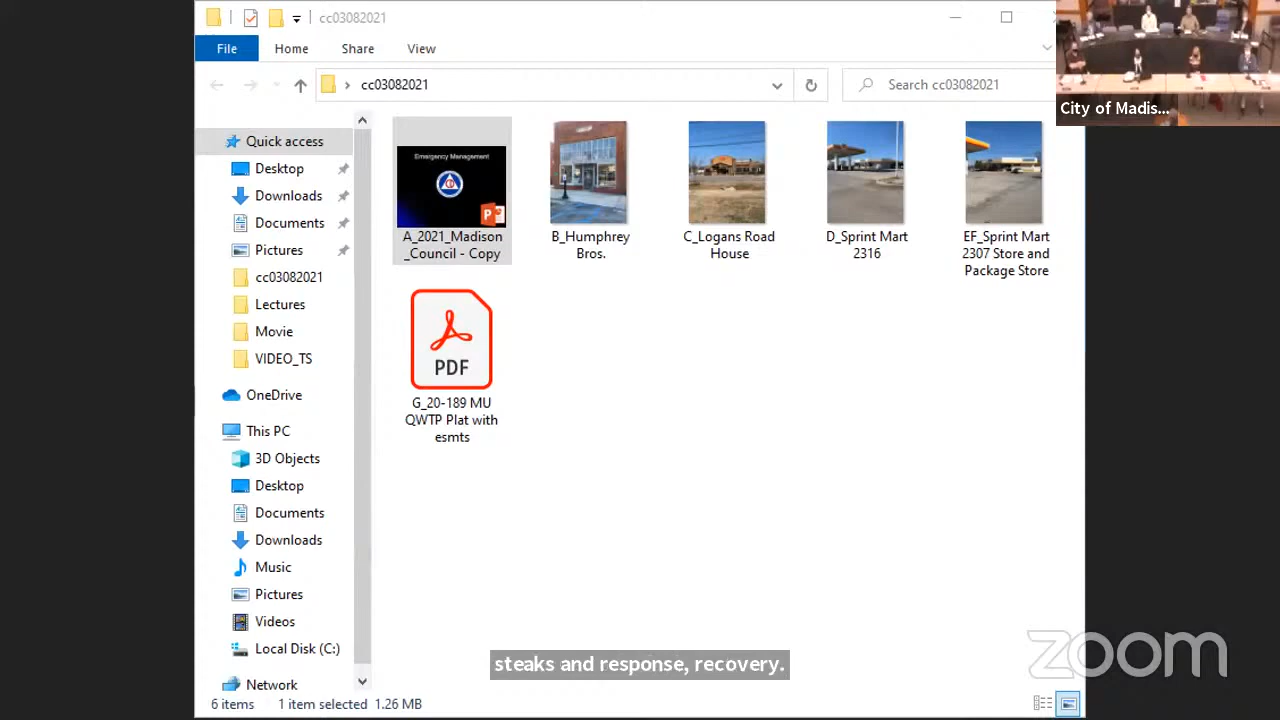 cc03082021
File Home Share View
cc03082021
Search cc03082021
City of Madis...
Quick access
Desktop
Downloads
Documents
Pictures
cc03082021
Lectures
Movie
VIDEO_TS
OneDrive
This PC
3D Objects
Desktop
Documents
Downloads
Music
Pictures
Videos
Local Disk (C:)
Network
Emergency Management
P
A_2021_Madison
_Council - Copy
B_Humphrey
Bros.
C_Logans Road
House
D_Sprint Mart
2316
EF_Sprint Mart
2307 Store and
Package Store
PDF
G_20-189 MU
QWTP Plat with
esmts
steaks and response, recovery.
zoom
6 items 1 item selected 1.26 MB